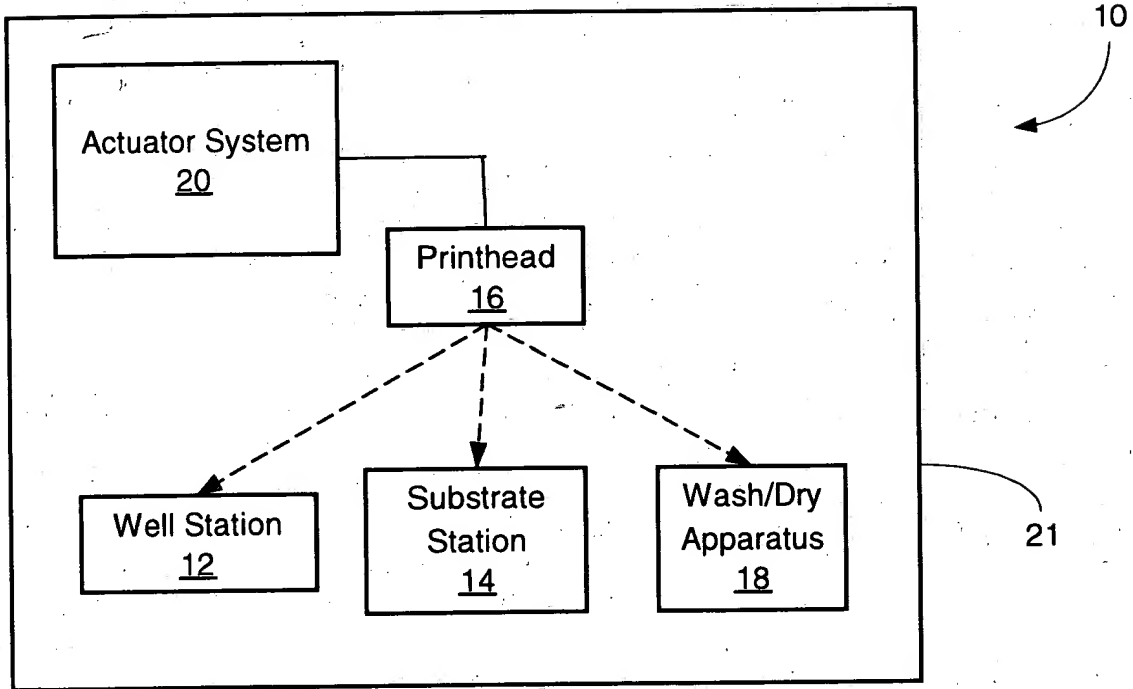 10
Actuator System
20
Printhead
16
Well Station
12
Substrate
Station
14
Wash/Dry
Apparatus
18
21